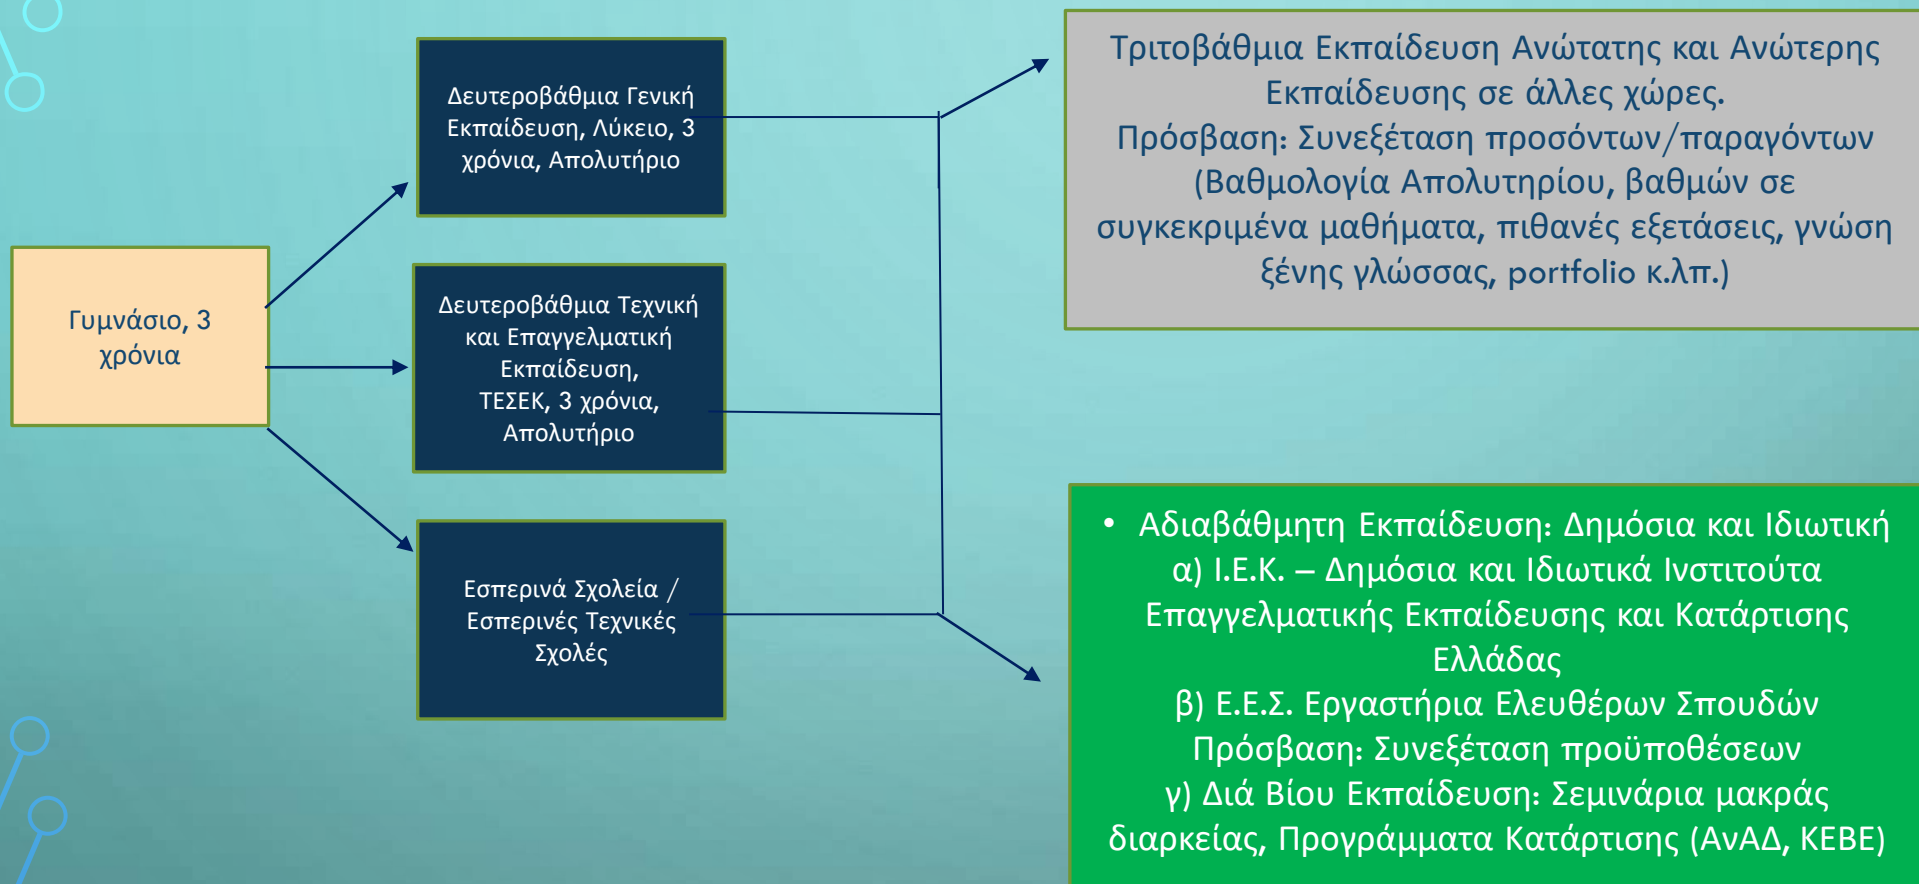 Γυμνάσιο, 3
χρόνια
Δευτεροβάθμια Γενική
Εκπαίδευση, Λύκειο, 3
χρόνια, Απολυτήριο
Δευτεροβάθμια Τεχνική
και Επαγγελματική
Εκπαίδευση,
ΤΕΣΕΚ, 3 χρόνια,
Απολυτήριο
Εσπερινά Σχολεία /
Εσπερινές Τεχνικές
Σχολές
Τριτοβάθμια Εκπαίδευση Ανώτατης και Ανώτερης
Εκπαίδευσης σε άλλες χώρες.
Πρόσβαση: Συνεξέταση προσόντων/παραγόντων
(Βαθμολογία Απολυτηρίου, βαθμών σε
συγκεκριμένα μαθήματα, πιθανές εξετάσεις, γνώση
ξένης γλώσσας, portfolio κ.λπ.)
• Αδιαβάθμητη Εκπαίδευση: Δημόσια και Ιδιωτική
α) Ι.Ε.Κ. – Δημόσια και Ιδιωτικά Ινστιτούτα
Επαγγελματικής Εκπαίδευσης και Κατάρτισης
Ελλάδας
β) Ε.Ε.Σ. Εργαστήρια Ελευθέρων Σπουδών
Πρόσβαση: Συνεξέταση προϋποθέσεων
γ) Διά Βίου Εκπαίδευση: Σεμινάρια μακράς
διαρκείας, Προγράμματα Κατάρτισης (ΑνΑΔ, ΚΕΒΕ)